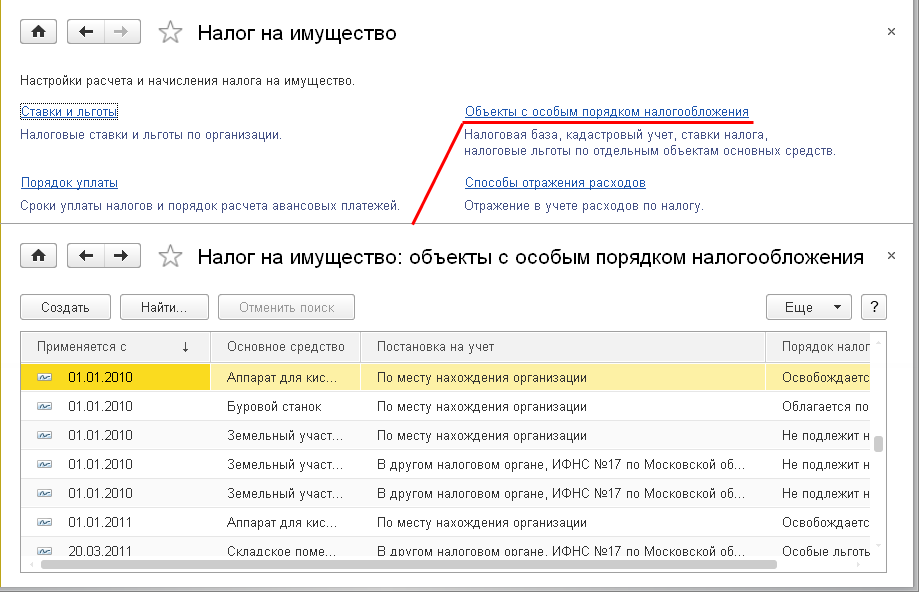 Налог на имущество
Настройки расчета и начисления налога на имущество.
Ставки и льготы
Налоговые ставки и льготы по организации.
Объекты с особым порядком налогообложения
Налоговая база, кадастровый учет, ставки налога,
налоговые льготы по отдельным объектам основных средств.
Порядок уплаты
Сроки уплаты налогов и порядок расчета авансовых платежей.
Способы отражения расходов
Отражение в учете расходов по налогу.
Налог на имущество: объекты с особым порядком налогообложения
Создать Найти... Отменить поиск Еще ?
Применяется с Основное средство Постановка на учет Порядок налог
01.01.2010 Аппарат для кис... По месту нахождения организации Освобождаетс
01.01.2010 Буровой станок По месту нахождения организации Облагается по
01.01.2010 Земельный участ... По месту нахождения организации Не подлежит н
01.01.2010 Земельный участ... В другом налоговом органе, ИФНС №17 по Московской об... Не подлежит н
01.01.2010 Земельный участ... В другом налоговом органе, ИФНС №17 по Московской об... Не подлежит н
01.01.2011 Аппарат для кис... По месту нахождения организации Освобождаетс
20.03.2011 Складское поме... В другом налоговом органе, ИФНС №17 по Московской об... Особые льготы